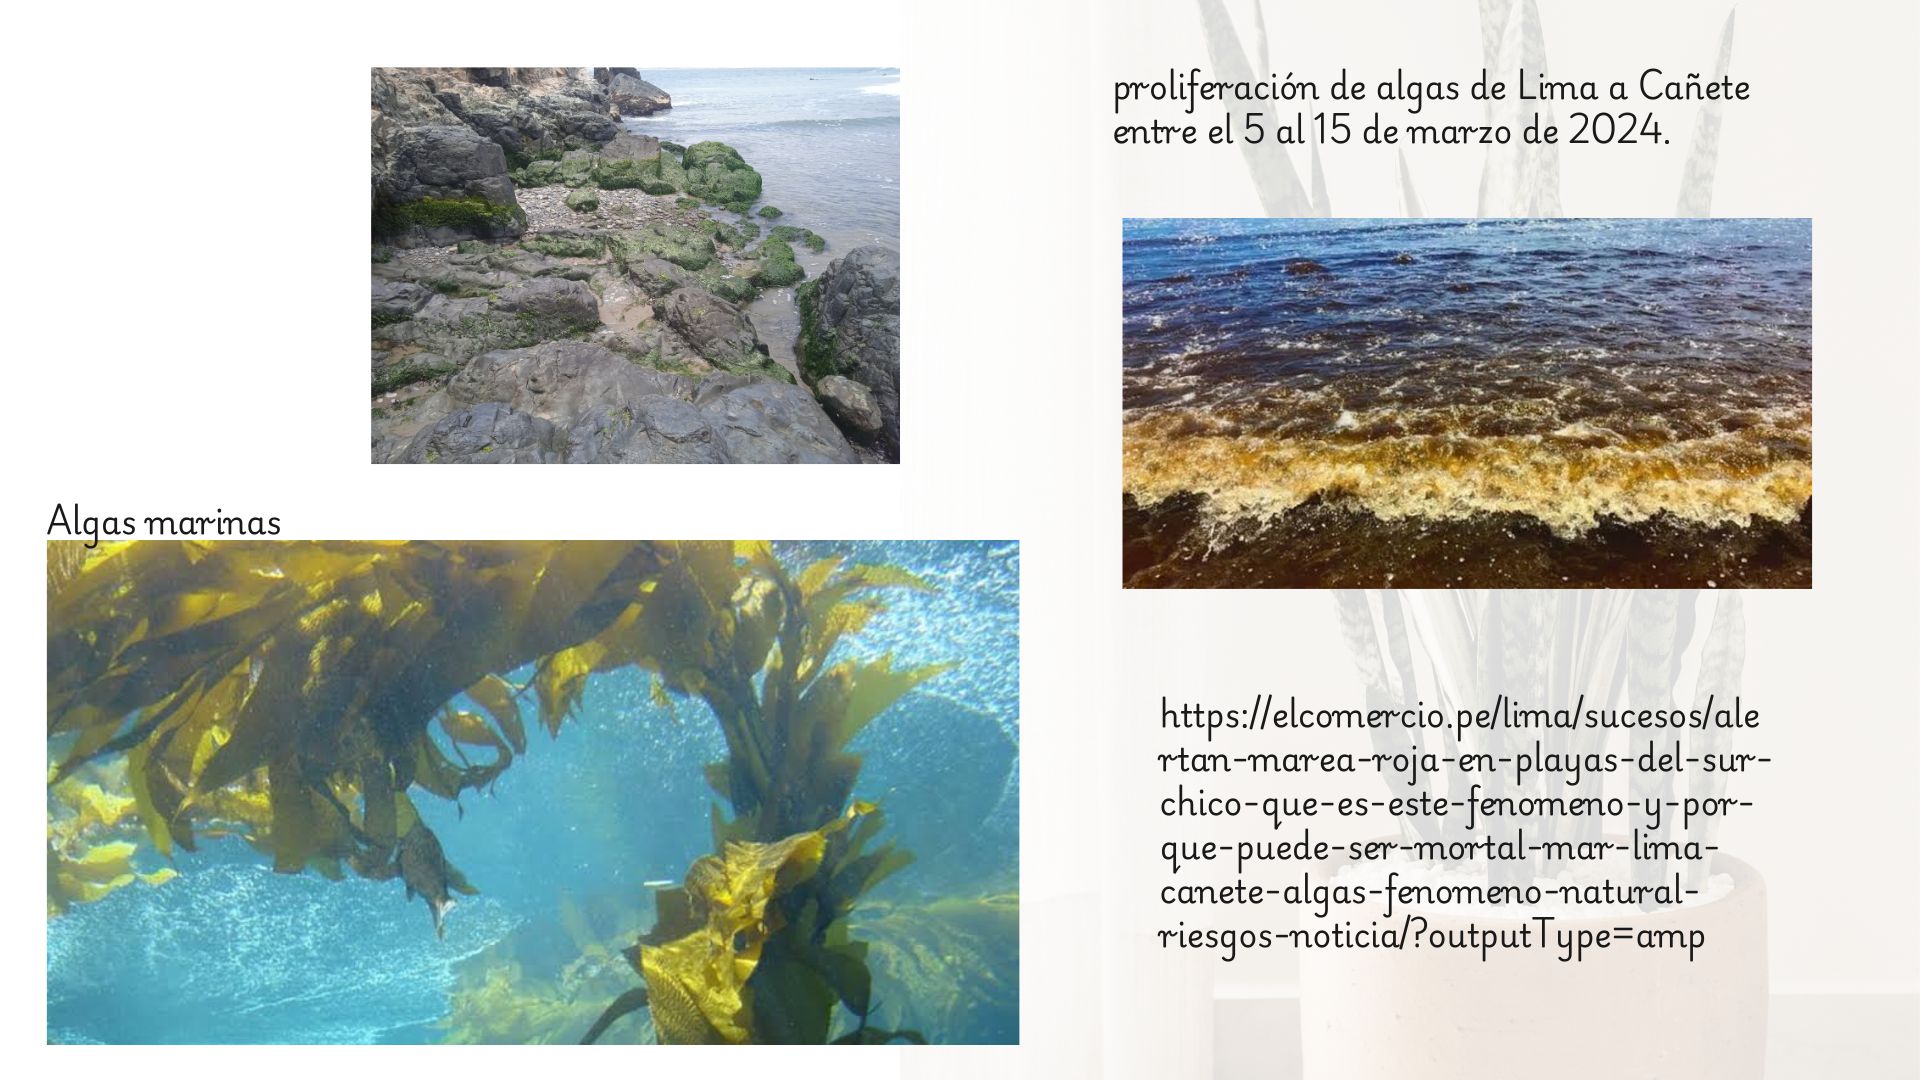 proliferación de algas de Lima a Cañete
entre el 5 al 15 de marzo de 2024.
Algas marinas
https://elcomercio.pe/lima/sucesos/ale
rtan-marea-roja-en-playas-del-sur-
chico-que-es-este-fenomeno-y-por-
que-puede-ser-mortal-mar-lima-
canete-algas-fenomeno-natural-
riesgos-noticia/?outputType=amp